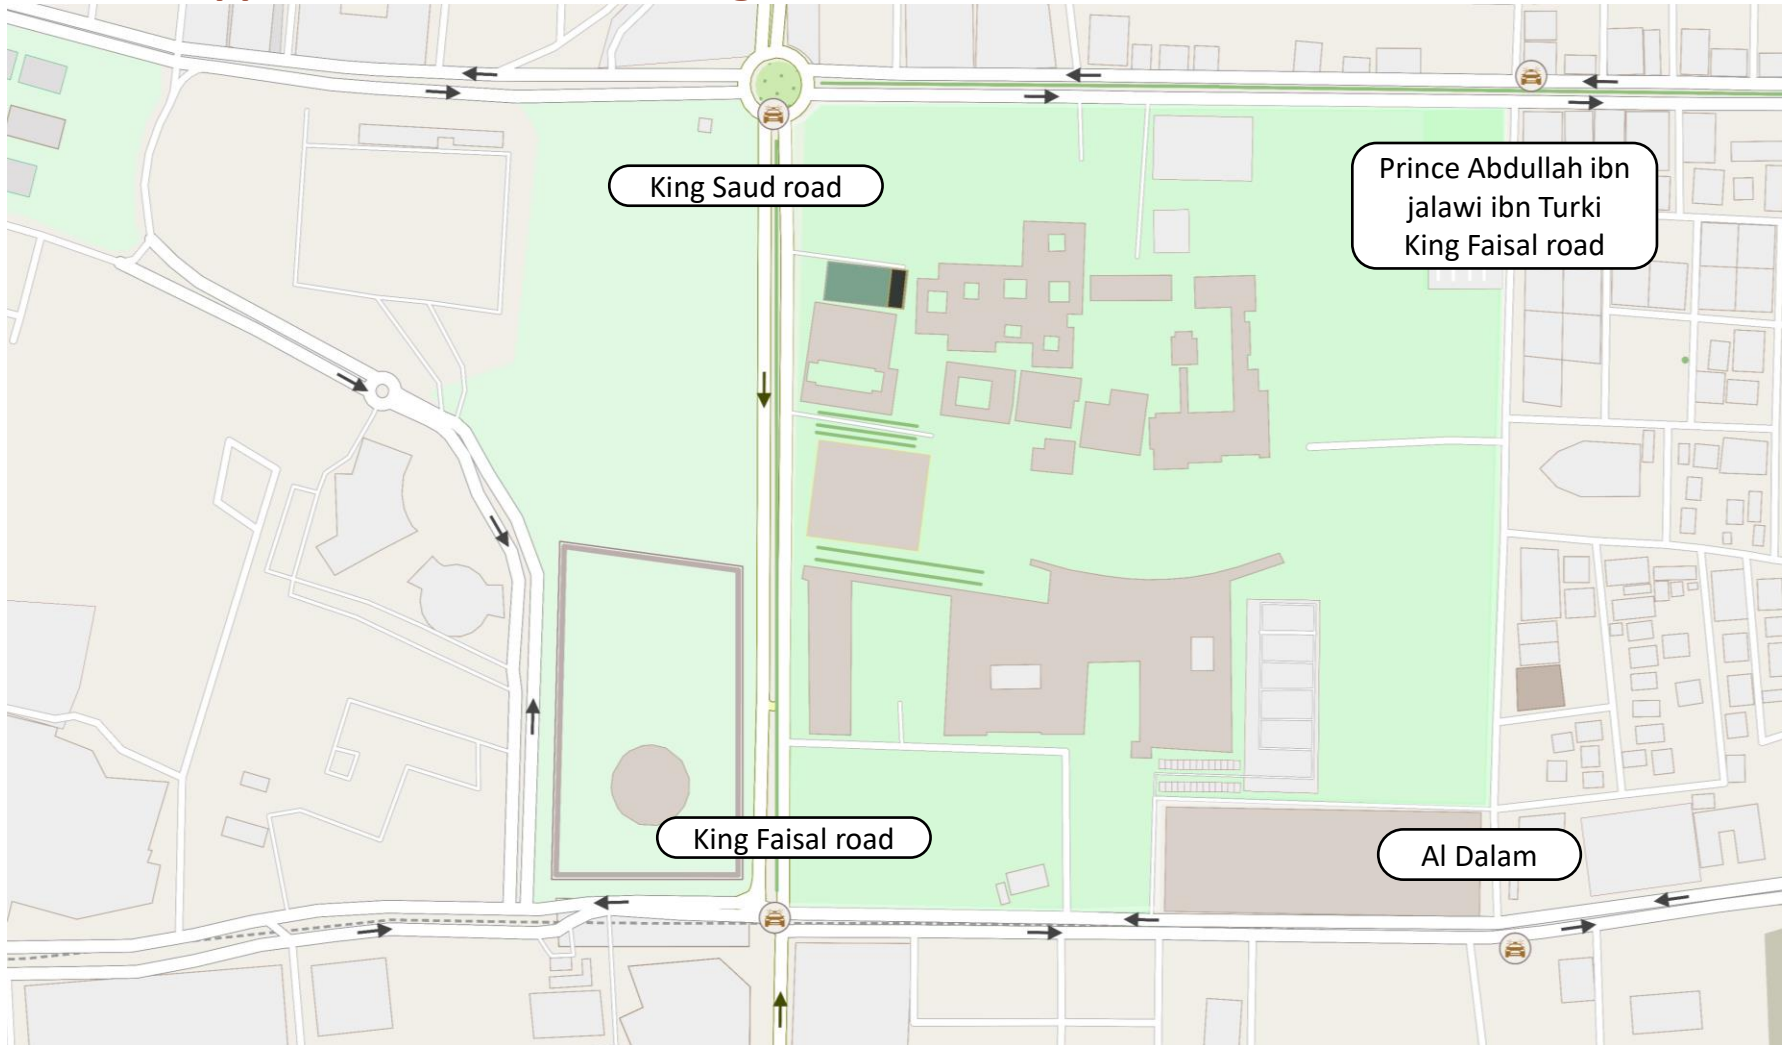 King Saud road
Prince Abdullah ibn
jalawi ibn Turki
King Faisal road
King Faisal road
Al Dalam